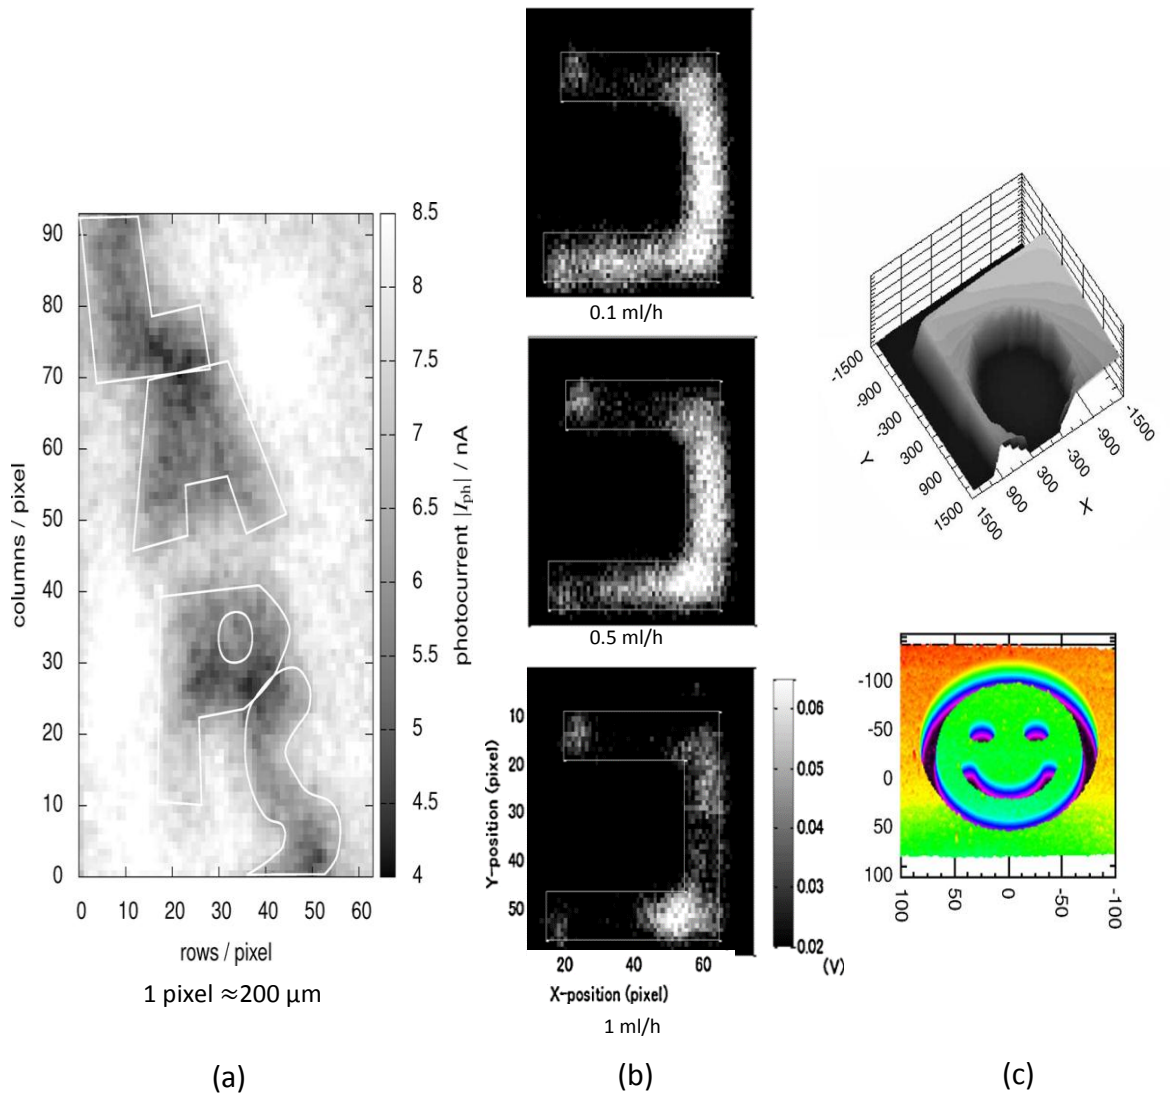 90
80
70
60
50
40
30
20
10
0
columns / pixel
0 10 20 30 40 50 60
rows / pixel
1 pixel ≈200 µm
8.5
8
7.5
7
6.5
6
5.5
5
4.5
4
photocurrent |Iph| / nA
(a)
0.1 ml/h
0.5 ml/h
10
20
30
40
50
Y-position (pixel)
20 40 60
X-position (pixel)
0.06
0.05
0.04
0.03
0.02
(V)
1 ml/h
(b)
-1500
-900
-300
300
900
1500
Y
1500
900
300
-300
-900
-1500
X
-100
-50
0
50
100
100 50 0 -50 -100
(c)